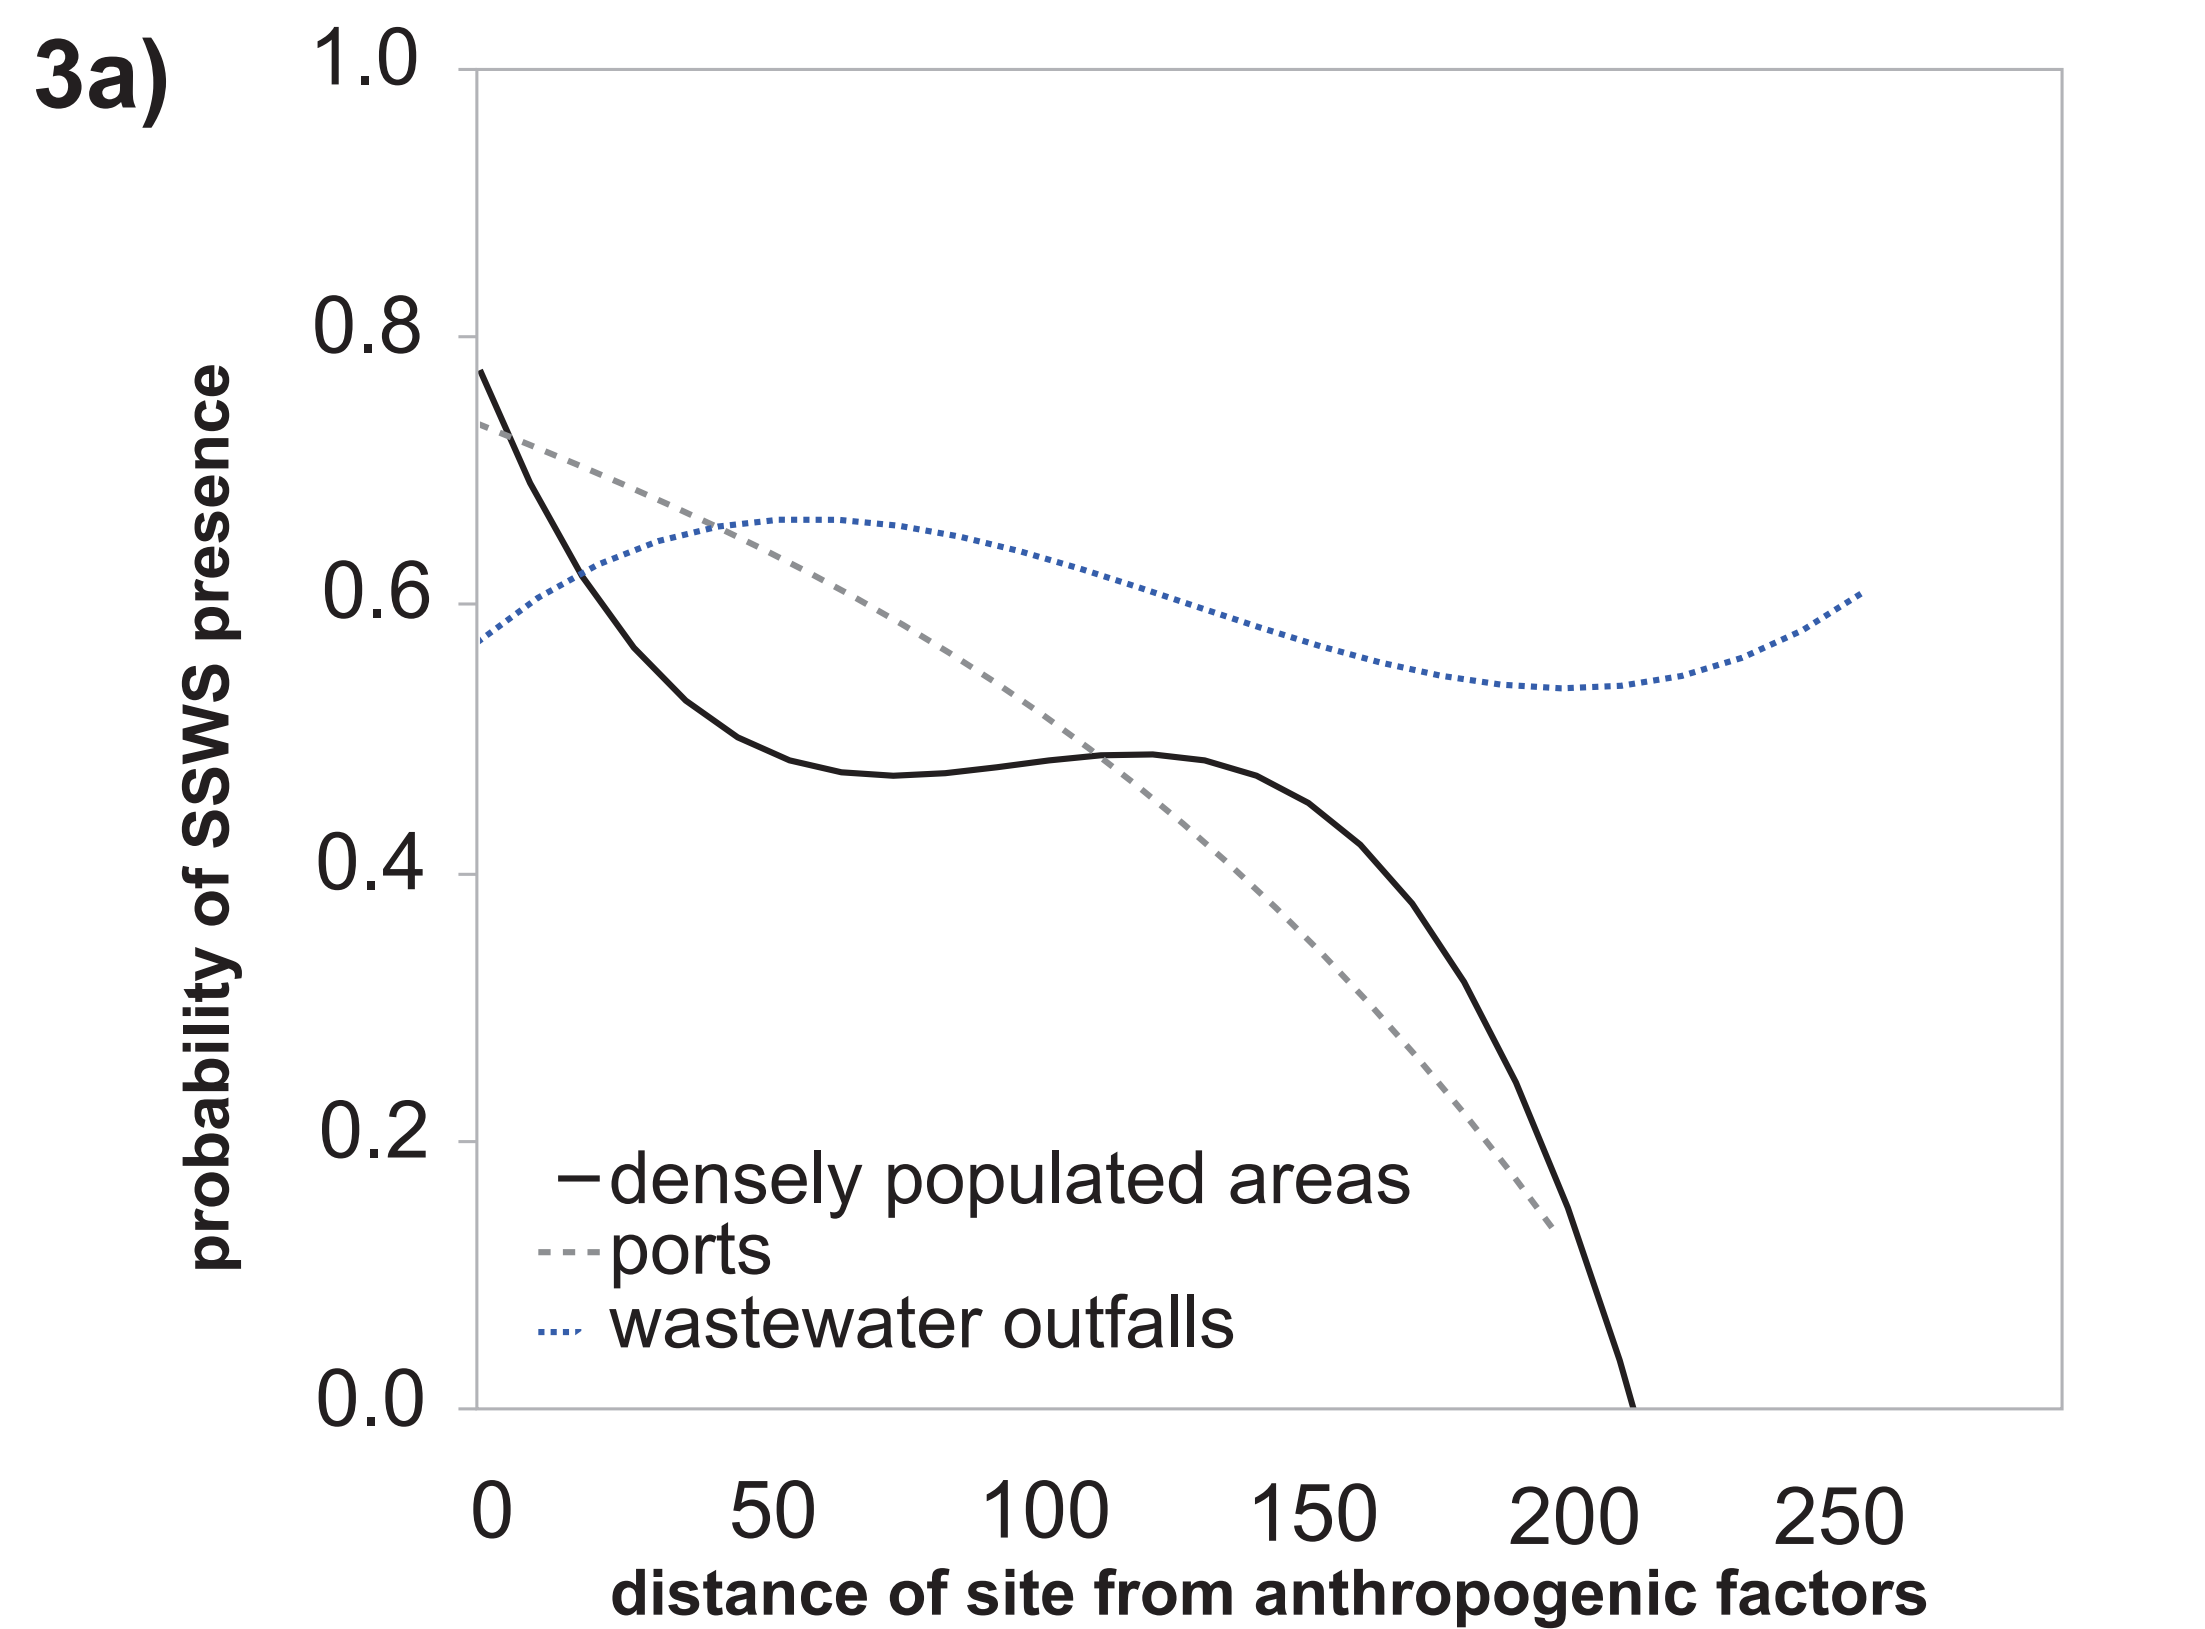 3a)
1.0
0.8
0.6
0.4
0.2
0.0
probability of SSWS presence
densely populated areas
ports
wastewater outfalls
0 50 100 150 200 250
distance of site from anthropogenic factors